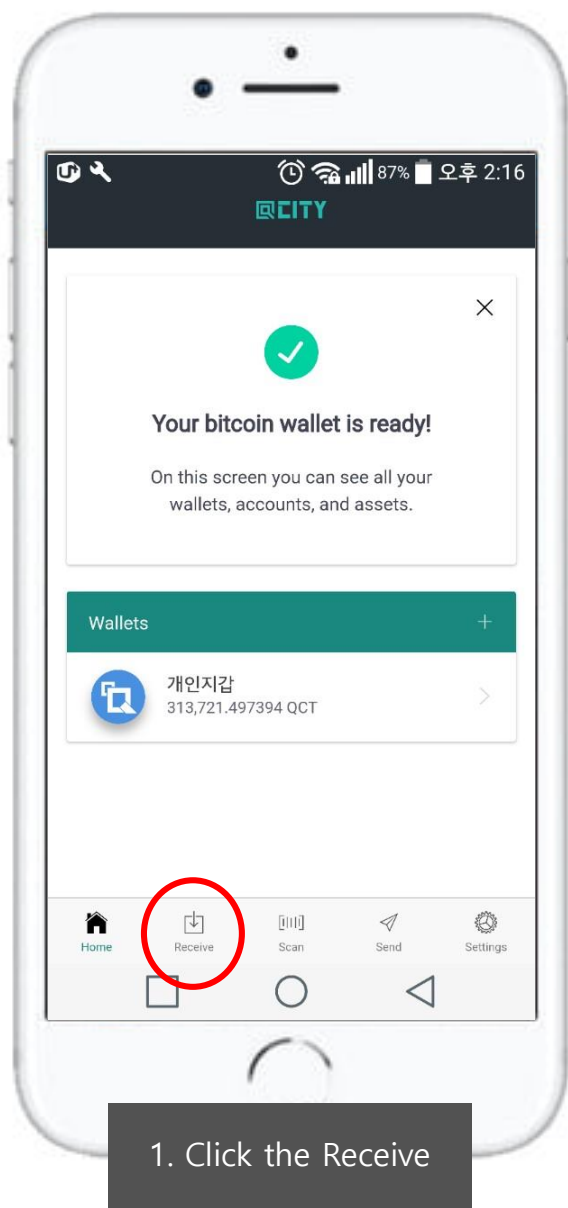 87% 오후 2:16
QCITY
Your bitcoin wallet is ready!
On this screen you can see all your
wallets, accounts, and assets.
Wallets +
개인지갑
313,721.497394 QCT
Home Receive Scan Send Settings
1. Click the Receive